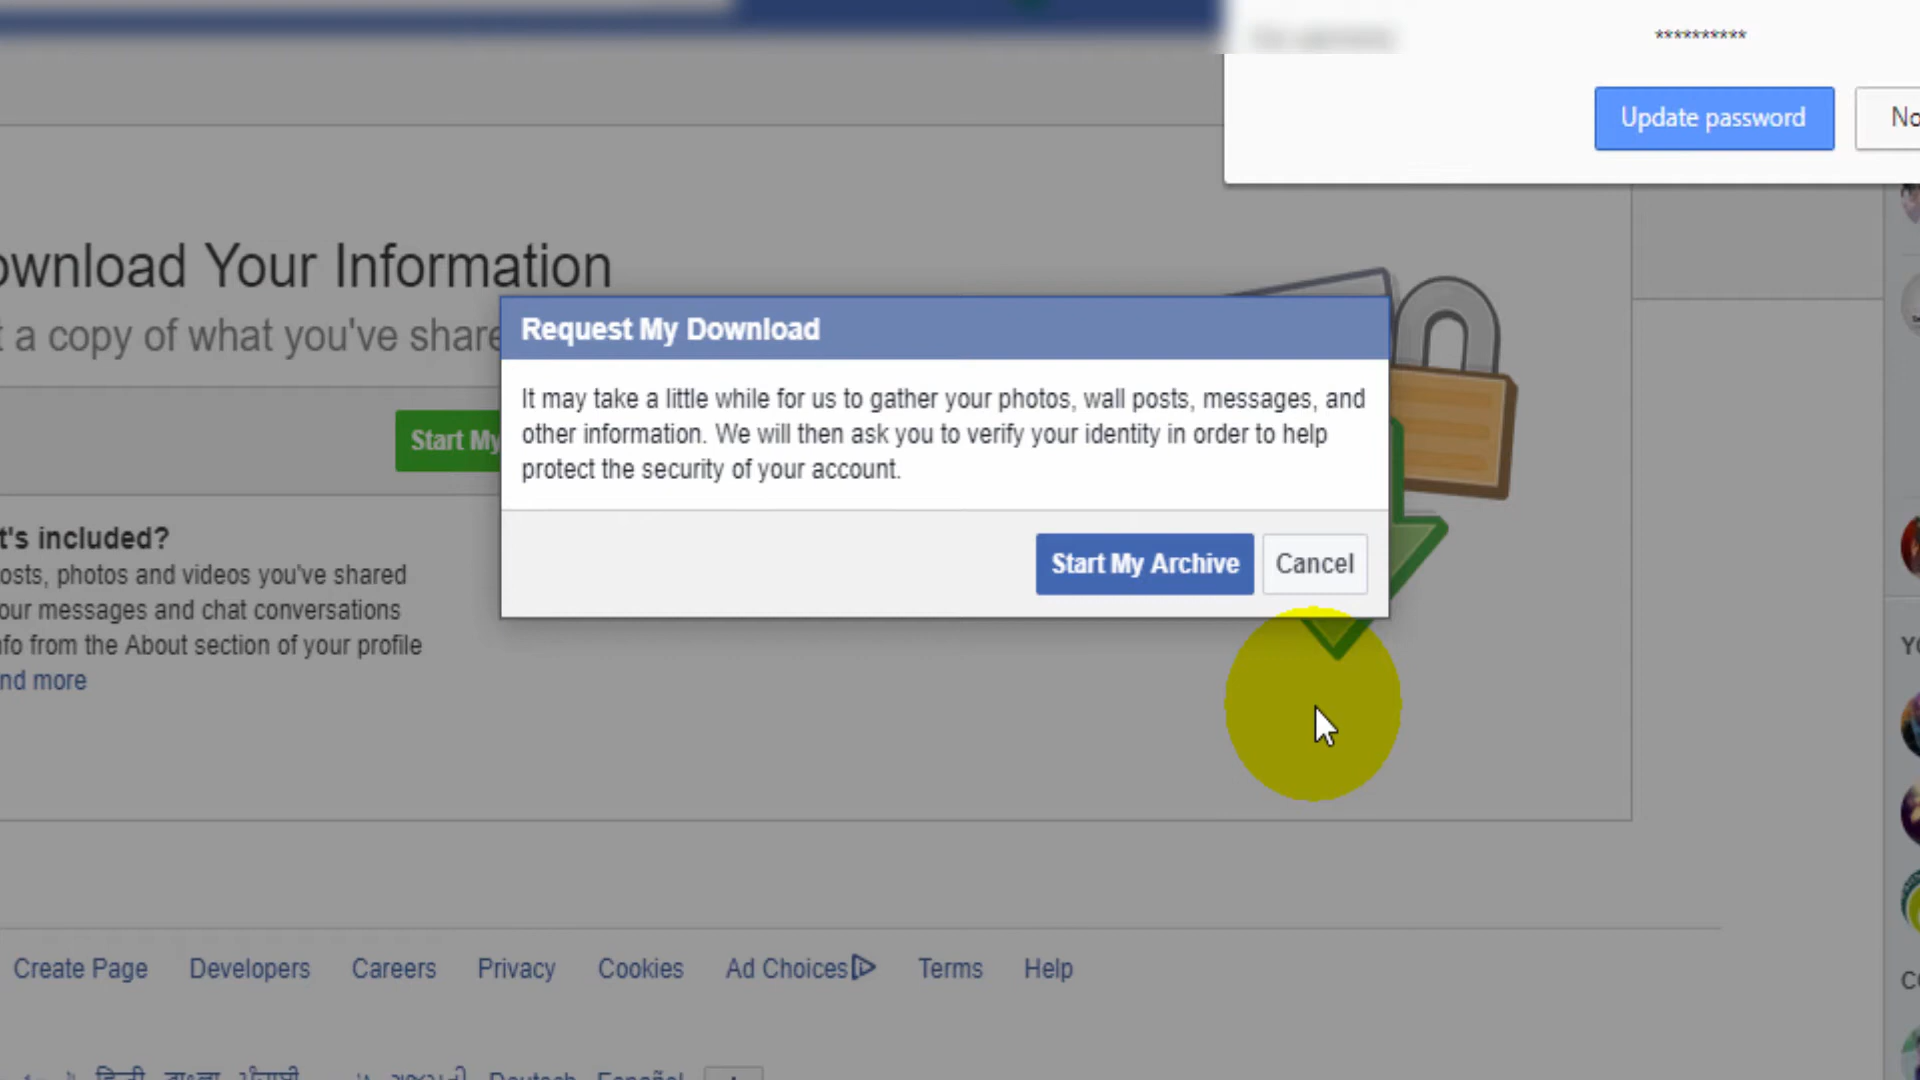 **********
Update password
No
ownload Your Information
t a copy of what you've share
Request My Download
It may take a little while for us to gather your photos, wall posts, messages, and
other information. We will then ask you to verify your identity in order to help
protect the security of your account.
Start My
Start My Archive
Cancel
t's included?
osts, photos and videos you've shared
our messages and chat conversations
nfo from the About section of your profile
nd more
Create Page
Developers
Careers
Privacy
Cookies
Ad Choices
Terms
Help
हिन्दी
Deutsch
Español